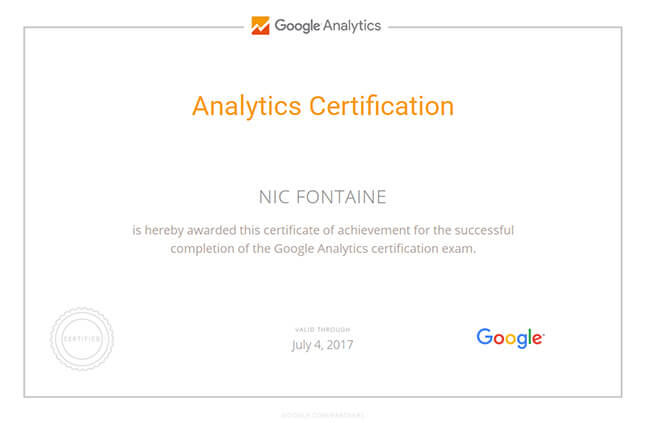 Google Analytics
Analytics Certification
NIC FONTAINE
is hereby awarded this certificate of achievement for the successful
completion of the Google Analytics certification exam.
CERTIFIED
VALID THROUGH
July 4, 2017
Google
GOOGLE.COM/PARTNERS